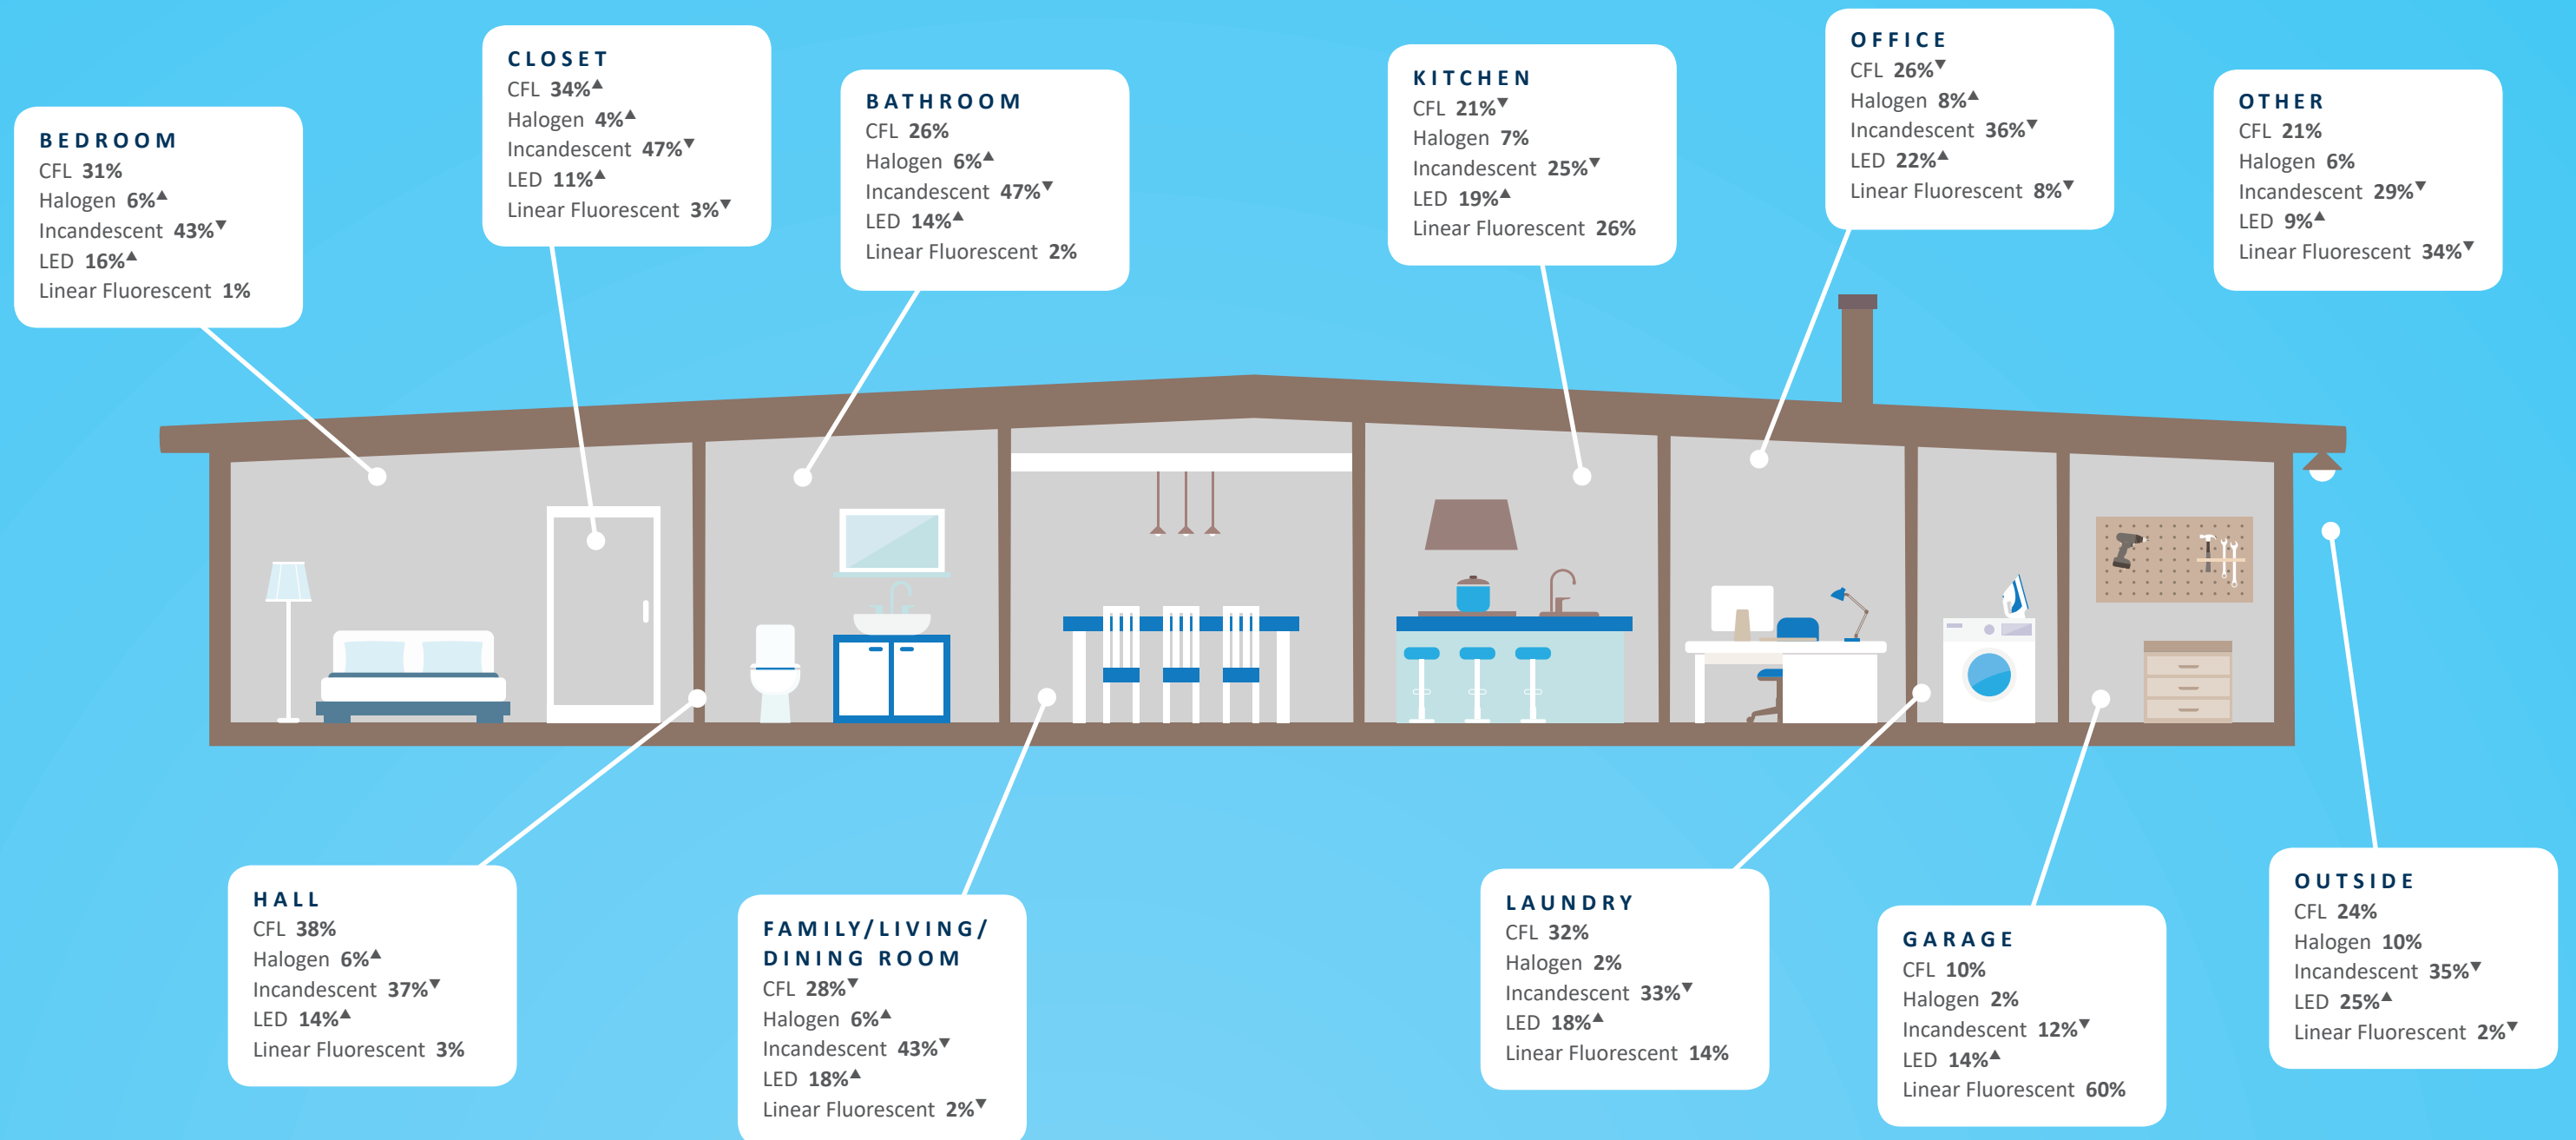 BEDROOM
CFL 31%
Halogen 6%▲
Incandescent 43%▼
LED 16%▲
Linear Fluorescent 1%
CLOSET
CFL 34%▲
Halogen 4%▲
Incandescent 47%▼
LED 11%▲
Linear Fluorescent 3%▼
BATHROOM
CFL 26%
Halogen 6%▲
Incandescent 47%▼
LED 14%▲
Linear Fluorescent 2%
KITCHEN
CFL 21%▼
Halogen 7%
Incandescent 25%▼
LED 19%▲
Linear Fluorescent 26%
OFFICE
CFL 26%▼
Halogen 8%▲
Incandescent 36%▼
LED 22%▲
Linear Fluorescent 8%▼
OTHER
CFL 21%
Halogen 6%
Incandescent 29%▼
LED 9%▲
Linear Fluorescent 34%▼
HALL
CFL 38%
Halogen 6%▲
Incandescent 37%▼
LED 14%▲
Linear Fluorescent 3%
FAMILY/LIVING/
DINING ROOM
CFL 28%▼
Halogen 6%▲
Incandescent 43%▼
LED 18%▲
Linear Fluorescent 2%▼
LAUNDRY
CFL 32%
Halogen 2%
Incandescent 33%▼
LED 18%▲
Linear Fluorescent 14%
GARAGE
CFL 10%
Halogen 2%
Incandescent 12%▼
LED 14%▲
Linear Fluorescent 60%
OUTSIDE
CFL 24%
Halogen 10%
Incandescent 35%▼
LED 25%▲
Linear Fluorescent 2%▼